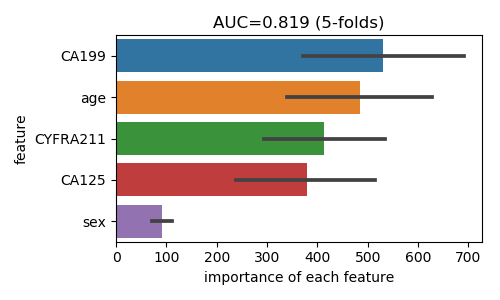 AUC=0.819 (5-folds)
feature
CA199
age
CYFRA211
CA125
sex
0 100 200 300 400 500 600 700
importance of each feature